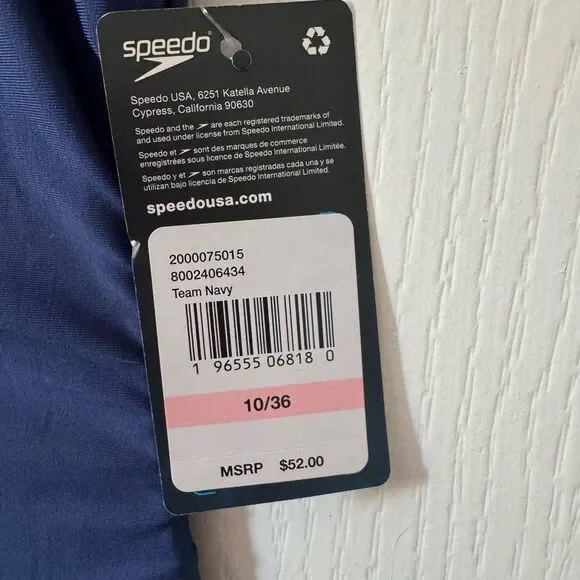 speedo
Speedo USA, 6251 Katella Avenue
Cypress, California 90630
Speedo and the are each registered trademarks of
and used under license from Speedo International Limited.
Speedo et sont des marques de commerce
enregistrées sous licence de Speedo International Limitée.
Speedo y et son marcas registradas cada una y se
utilizan bajo licencia de Speedo International Limited.
speedousa.com
2000075015
8002406434
Team Navy
1 96555 06818 0
10/36
MSRP $52.00